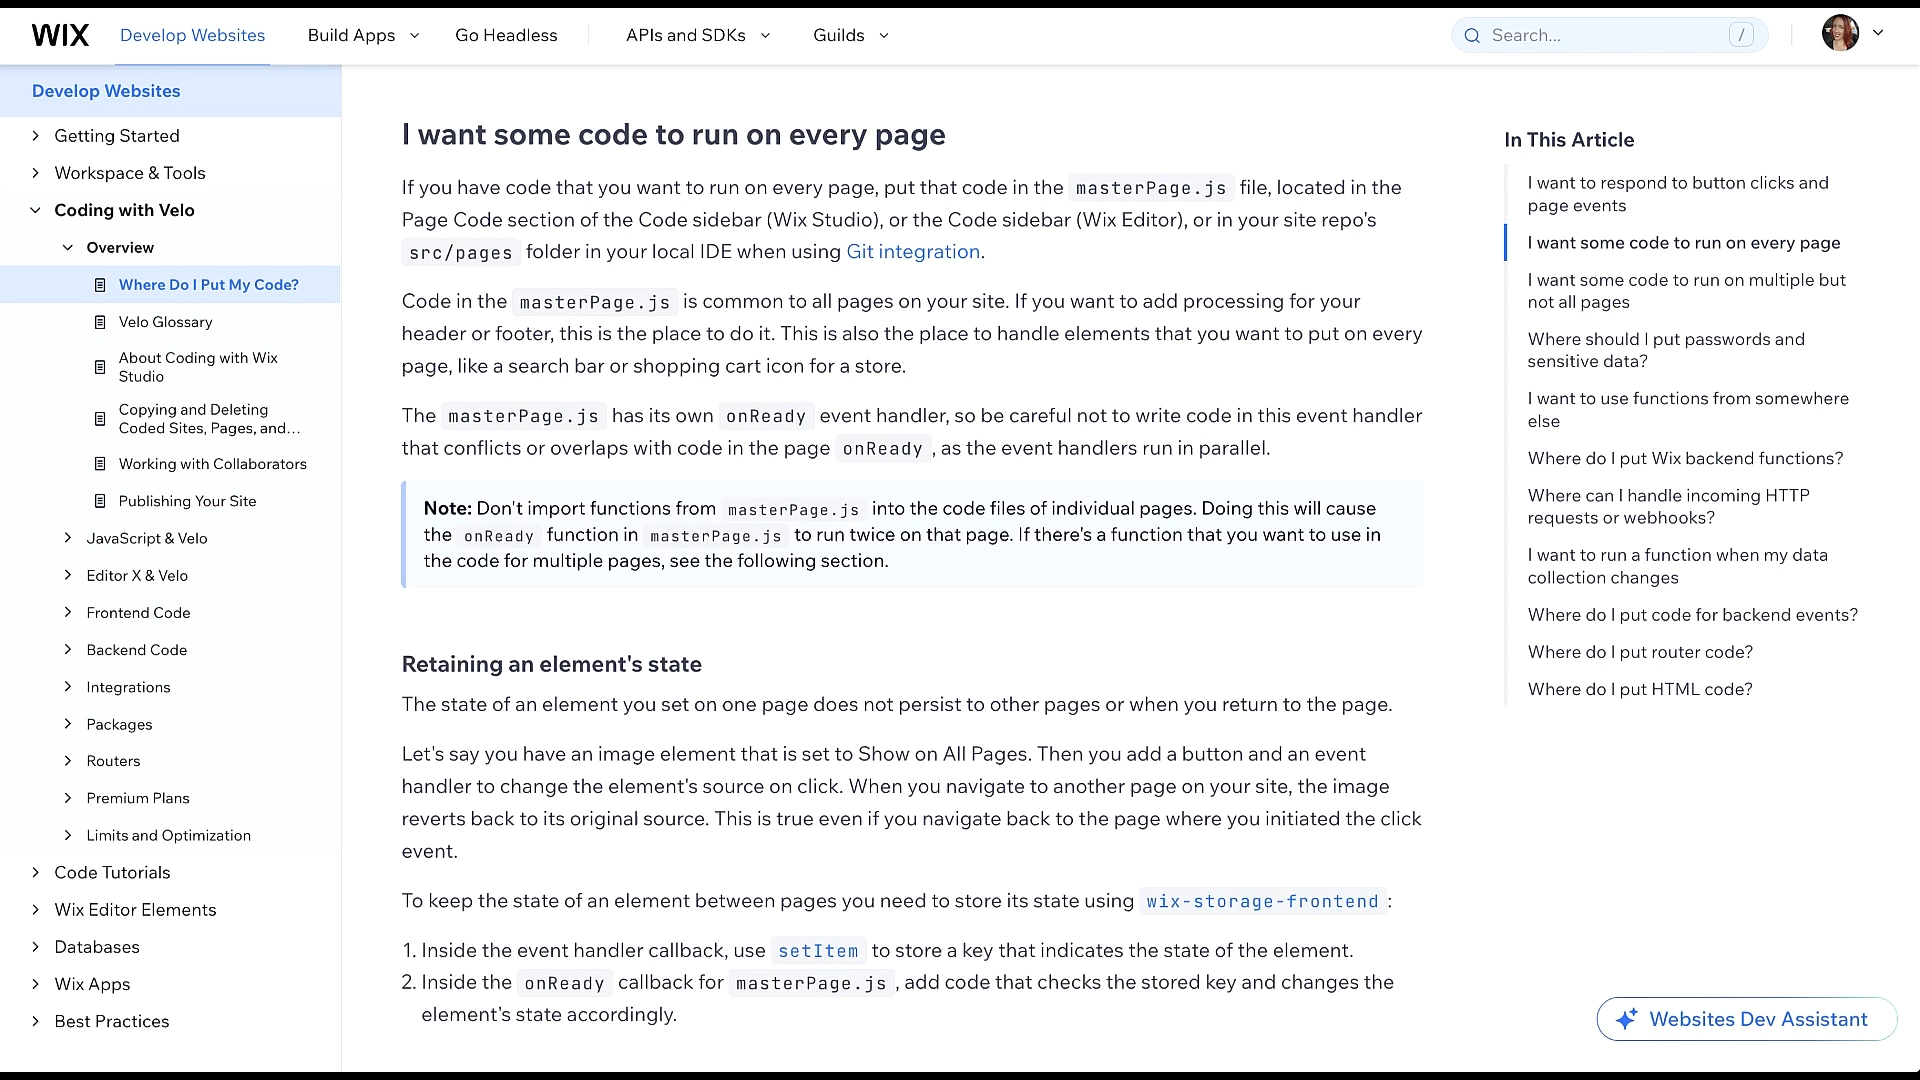 WIX
Develop Websites
Build Apps
Go Headless
APIs and SDKs
Guilds
Search...
/
Develop Websites
Getting Started
Workspace & Tools
Coding with Velo
Overview
Where Do I Put My Code?
Velo Glossary
About Coding with Wix
Studio
Copying and Deleting
Coded Sites, Pages, and...
Working with Collaborators
Publishing Your Site
JavaScript & Velo
Editor X & Velo
Frontend Code
Backend Code
Integrations
Packages
Routers
Premium Plans
Limits and Optimization
Code Tutorials
Wix Editor Elements
Databases
Wix Apps
Best Practices
I want some code to run on every page
If you have code that you want to run on every page, put that code in the masterPage.js file, located in the
Page Code section of the Code sidebar (Wix Studio), or the Code sidebar (Wix Editor), or in your site repo's
src/pages folder in your local IDE when using Git integration.
Code in the masterPage.js is common to all pages on your site. If you want to add processing for your
header or footer, this is the place to do it. This is also the place to handle elements that you want to put on every
page, like a search bar or shopping cart icon for a store.
The masterPage.js has its own onReady event handler, so be careful not to write code in this event handler
that conflicts or overlaps with code in the page onReady, as the event handlers run in parallel.
Note: Don't import functions from masterPage.js into the code files of individual pages. Doing this will cause
the onReady function in masterPage.js to run twice on that page. If there's a function that you want to use in
the code for multiple pages, see the following section.
Retaining an element's state
The state of an element you set on one page does not persist to other pages or when you return to the page.
Let's say you have an image element that is set to Show on All Pages. Then you add a button and an event
handler to change the element's source on click. When you navigate to another page on your site, the image
reverts back to its original source. This is true even if you navigate back to the page where you initiated the click
event.
To keep the state of an element between pages you need to store its state using wix-storage-frontend:
1. Inside the event handler callback, use setItem to store a key that indicates the state of the element.
2. Inside the onReady callback for masterPage.js, add code that checks the stored key and changes the
element's state accordingly.
In This Article
I want to respond to button clicks and
page events
I want some code to run on every page
I want some code to run on multiple but
not all pages
Where should I put passwords and
sensitive data?
I want to use functions from somewhere
else
Where do I put Wix backend functions?
Where can I handle incoming HTTP
requests or webhooks?
I want to run a function when my data
collection changes
Where do I put code for backend events?
Where do I put router code?
Where do I put HTML code?
Websites Dev Assistant